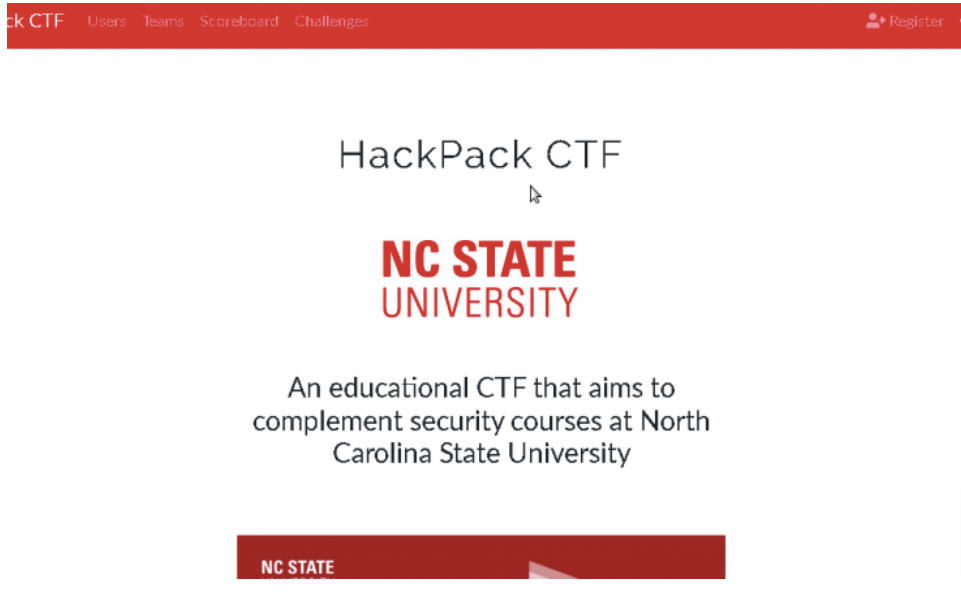 ck CTF Users Teams Scoreboard Challenges Register
HackPack CTF
NC STATE
UNIVERSITY
An educational CTF that aims to
complement security courses at North
Carolina State University
NC STATE